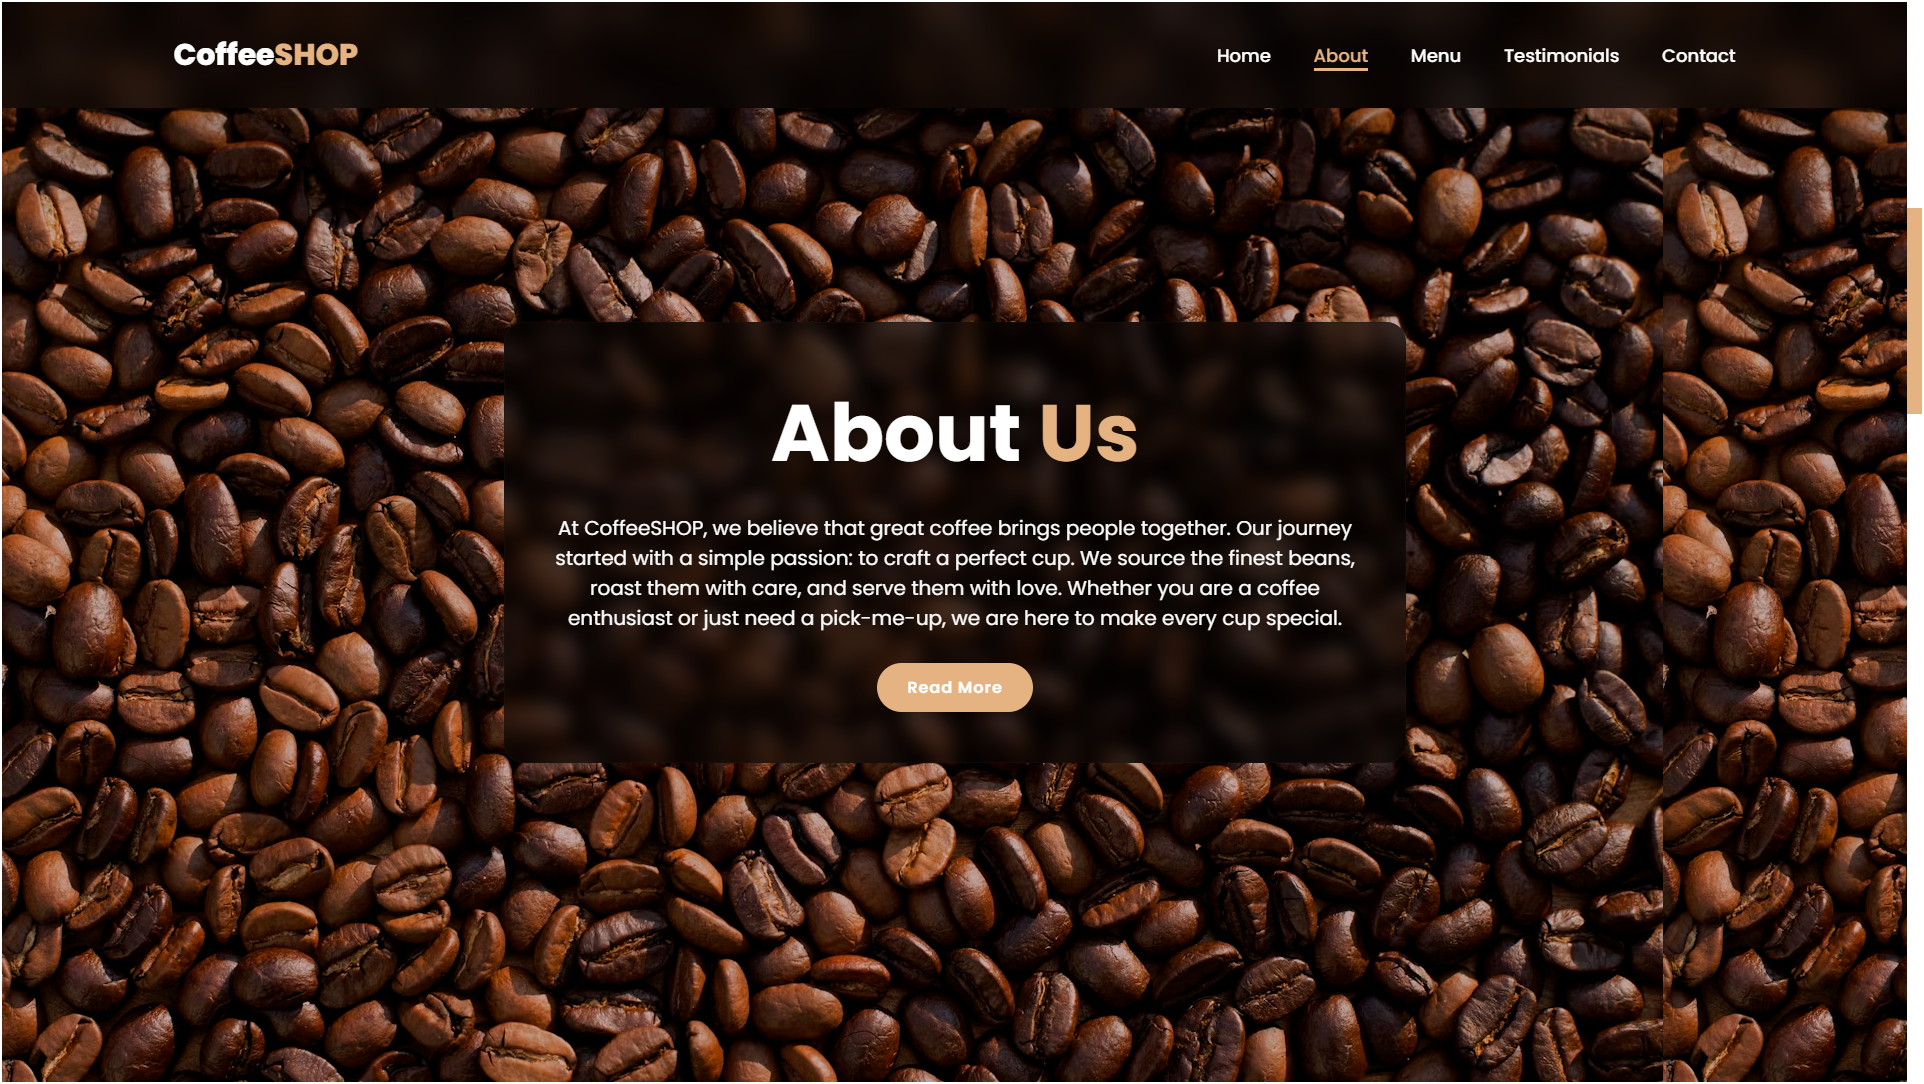 CoffeeSHOP
Home About Menu Testimonials Contact
About Us
At CoffeeSHOP, we believe that great coffee brings people together. Our journey
started with a simple passion: to craft a perfect cup. We source the finest beans,
roast them with care, and serve them with love. Whether you are a coffee
enthusiast or just need a pick-me-up, we are here to make every cup special.
Read More